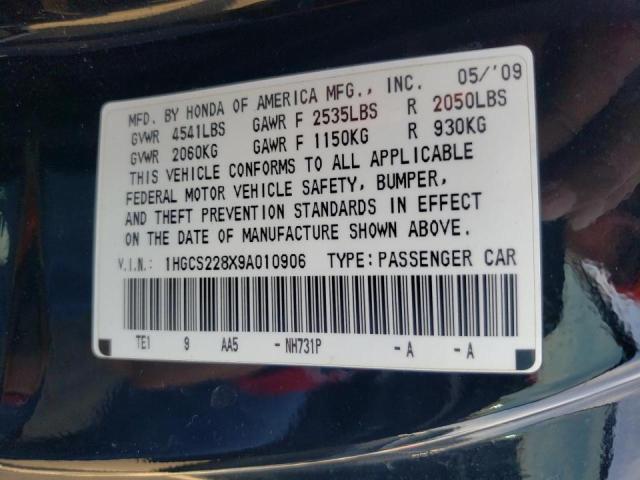 MFD. BY HONDA OF AMERICA MFG., INC. 05/'09
GVWR 4541LBS GAWR F 2535LBS R 2050LBS
GVWR 2060KG GAWR F 1150KG R 930KG
THIS VEHICLE CONFORMS TO ALL APPLICABLE
FEDERAL MOTOR VEHICLE SAFETY, BUMPER,
AND THEFT PREVENTION STANDARDS IN EFFECT
ON THE DATE OF MANUFACTURE SHOWN ABOVE.
V.I.N.: 1HGCS228X9A010906 TYPE:PASSENGER CAR
TE1 9 AA5 -NH731P -A -A